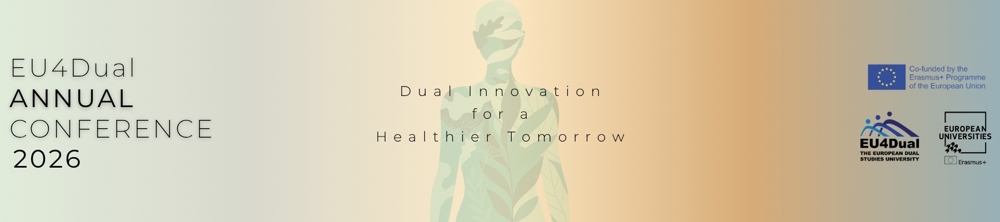 EU4Dual
ANNUAL
CONFERENCE
2026
Dual Innovation
for a
Healthier Tomorrow
Co-funded by the
Erasmus+ Programme
of the European Union
EU4Dual
THE EUROPEAN DUAL
STUDIES UNIVERSITY
EUROPEAN
UNIVERSITIES
Erasmus+